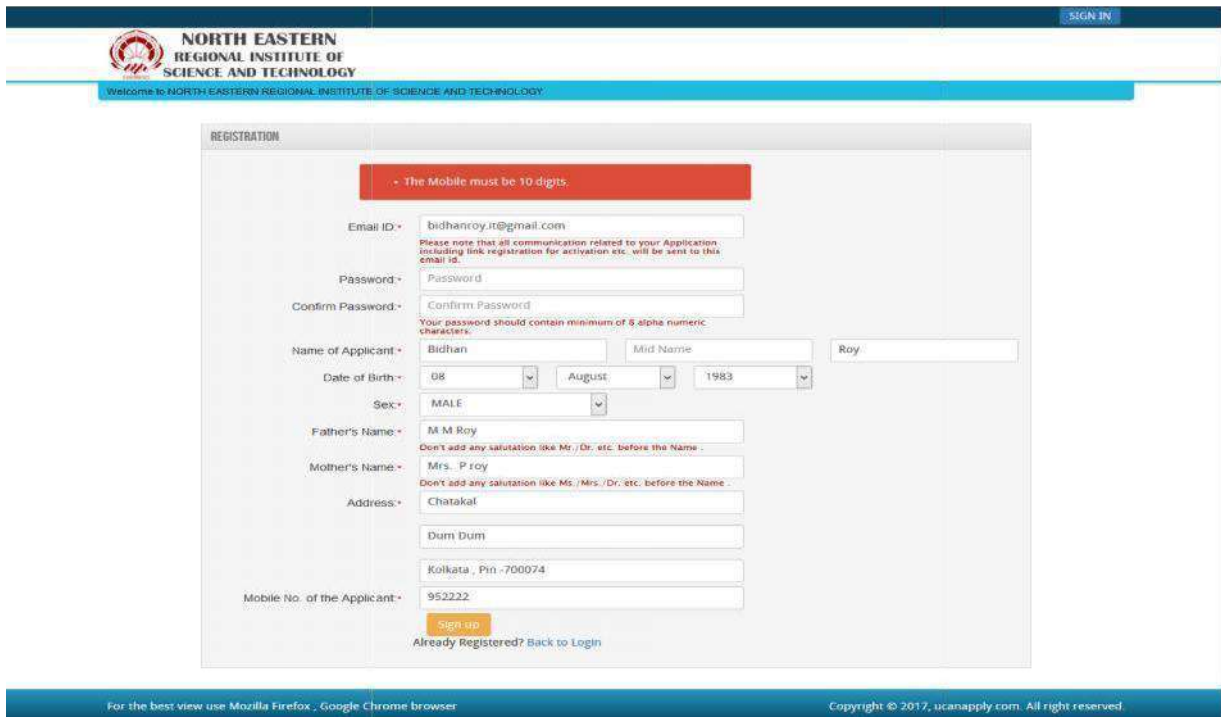 SIGN IN
NORTH EASTERN
REGIONAL INSTITUTE OF
SCIENCE AND TECHNOLOGY
Welcome to NORTH EASTERN REGIONAL INSTITUTE OF SCIENCE AND TECHNOLOGY
REGISTRATION
• The Mobile must be 10 digits.
Email ID:* bidhanroy.it@gmail.com
Please note that all communication related to your Application
including link registration for activation etc. will be sent to this
email id.
Password:* Password
Confirm Password:* Confirm Password
Your password should contain minimum of 6 alpha numeric
characters.
Name of Applicant:* Bidhan Mid Name Roy
Date of Birth:* 08 August 1983
Sex:* MALE
Father's Name:* M M Roy
Don't add any salutation like Mr./Dr. etc. before the Name .
Mother's Name:* Mrs. P roy
Don't add any salutation like Ms./Mrs./Dr. etc. before the Name .
Address:* Chatakal
Dum Dum
Kolkata , Pin -700074
Mobile No. of the Applicant:* 952222
Sign up
Already Registered? Back to Login
For the best view use Mozilla Firefox , Google Chrome browser
Copyright © 2017, ucanapply.com. All right reserved.